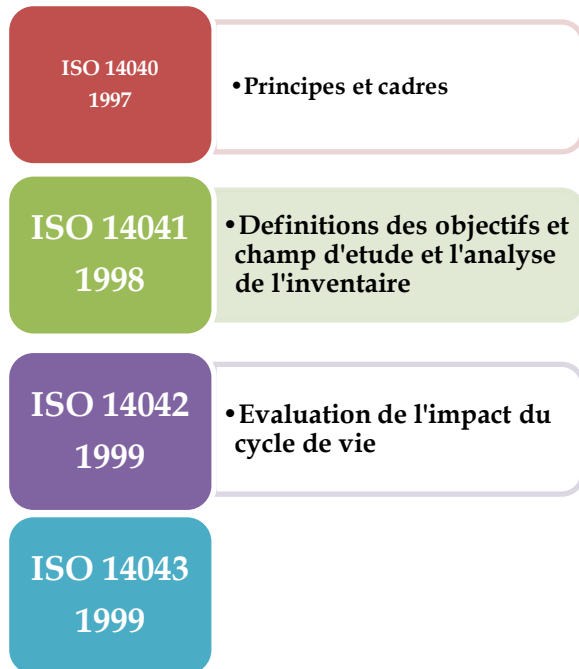 ISO 14040
1997
•Principes et cadres
ISO 14041
1998
•Definitions des objectifs et
champ d'etude et l'analyse
de l'inventaire
ISO 14042
1999
•Evaluation de l'impact du
cycle de vie
ISO 14043
1999